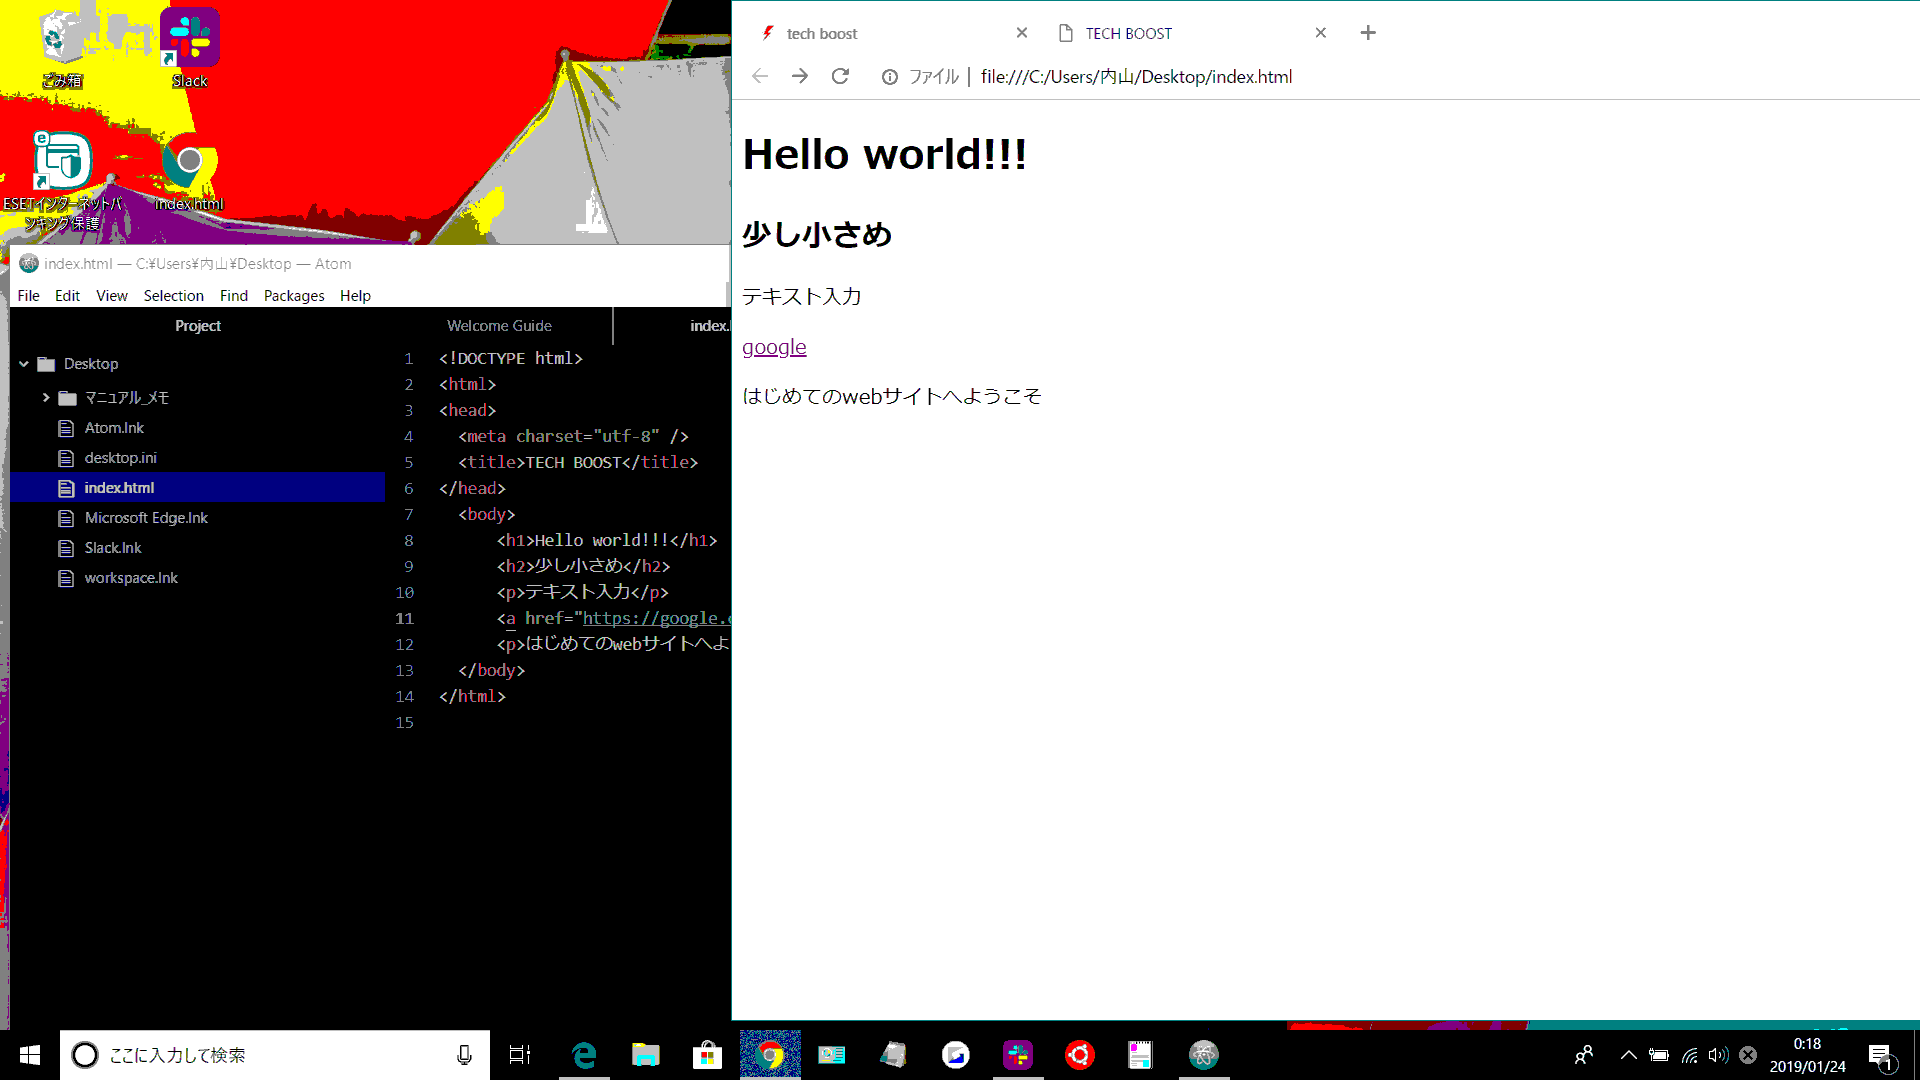 ごみ箱
Slack
ESETインターネットバンキング保護
index.html
index.html — C:¥Users¥内山¥Desktop — Atom
File Edit View Selection Find Packages Help
Project
Desktop
マニュアル_メモ
Atom.lnk
desktop.ini
index.html
Microsoft Edge.lnk
Slack.lnk
workspace.lnk
Welcome Guide
1 <!DOCTYPE html>
2 <html>
3 <head>
4 <meta charset="utf-8" />
5 <title>TECH BOOST</title>
6 </head>
7 <body>
8 <h1>Hello world!!!</h1>
9 <h2>少し小さめ</h2>
10 <p>テキスト入力</p>
11 <a href="https://google.
12 <p>はじめてのwebサイトへよ
13 </body>
14 </html>
15
tech boost
TECH BOOST
ファイル | file:///C:/Users/内山/Desktop/index.html
Hello world!!!
少し小さめ
テキスト入力
google
はじめてのwebサイトへようこそ
ここに入力して検索
0:18
2019/01/24
1